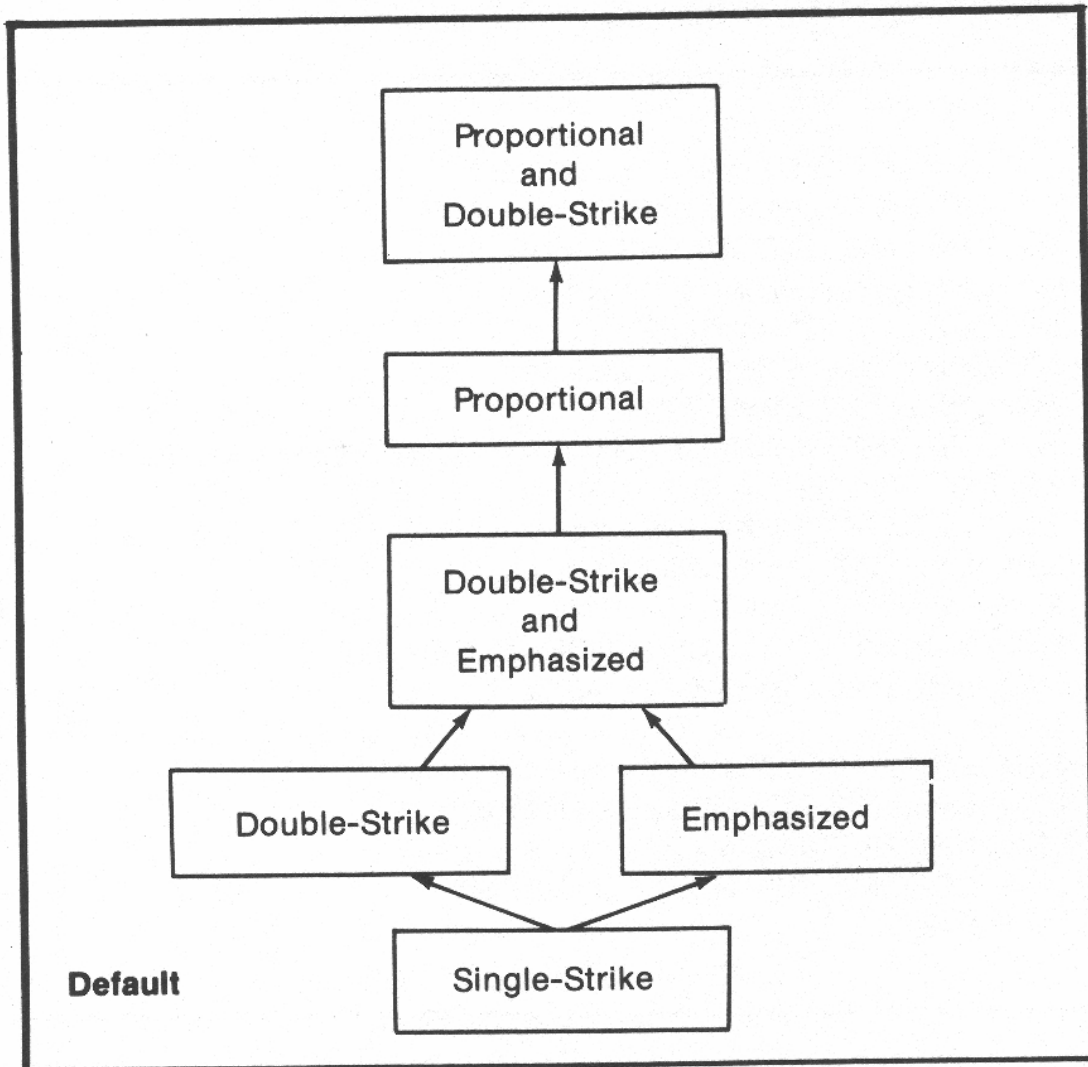 Proportional
and
Double-Strike
Proportional
Double-Strike
and
Emphasized
Double-Strike
Emphasized
Default
Single-Strike